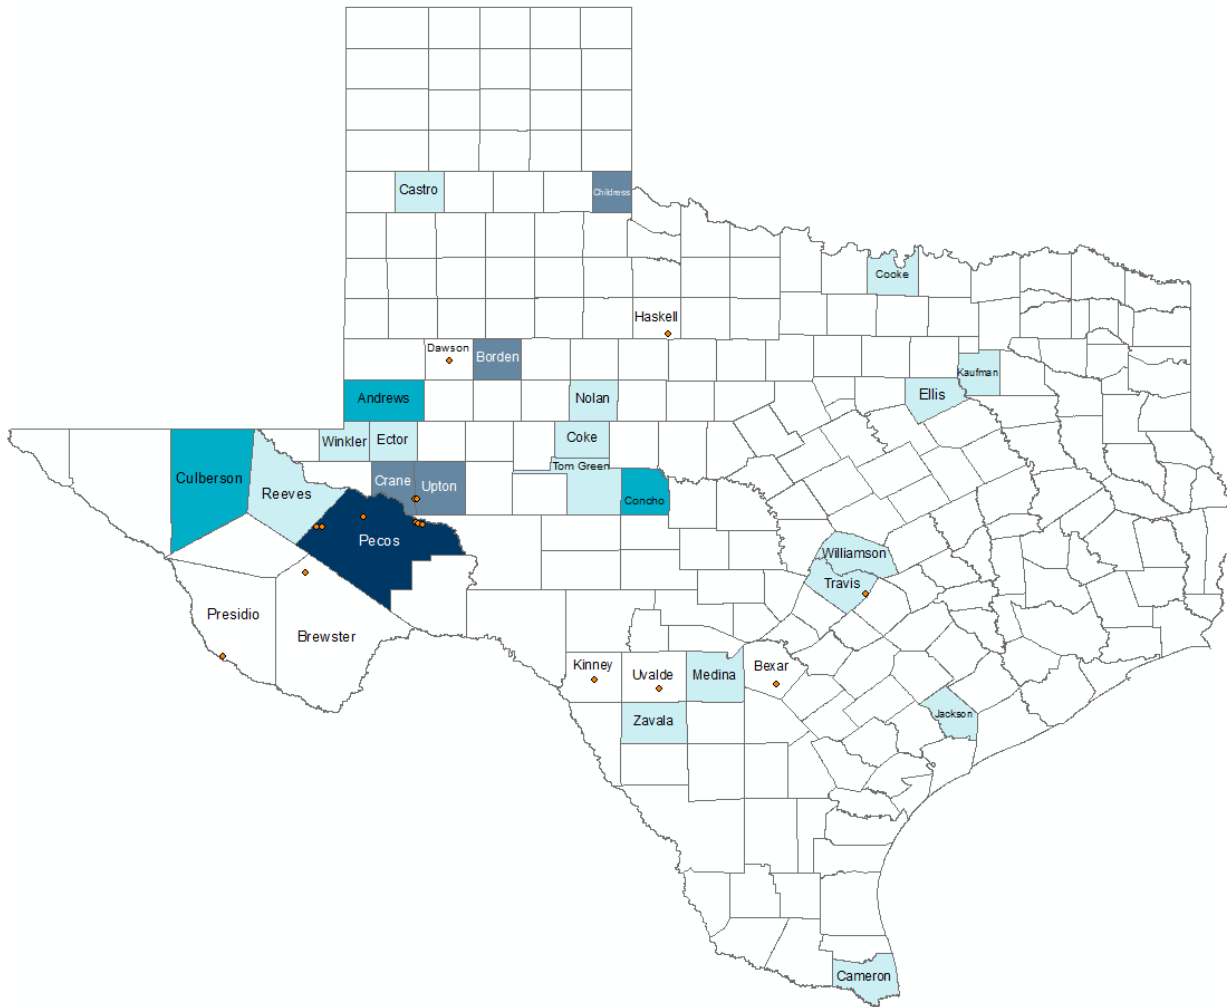 Castro
Childress
Cooke
Haskell
Dawson
Borden
Kaufman
Andrews
Nolan
Ellis
Winkler
Ector
Coke
Tom Green
Culberson
Reeves
Crane
Upton
Concho
Pecos
Williamson
Travis
Presidio
Brewster
Kinney
Uvalde
Medina
Bexar
Zavala
Jackson
Cameron